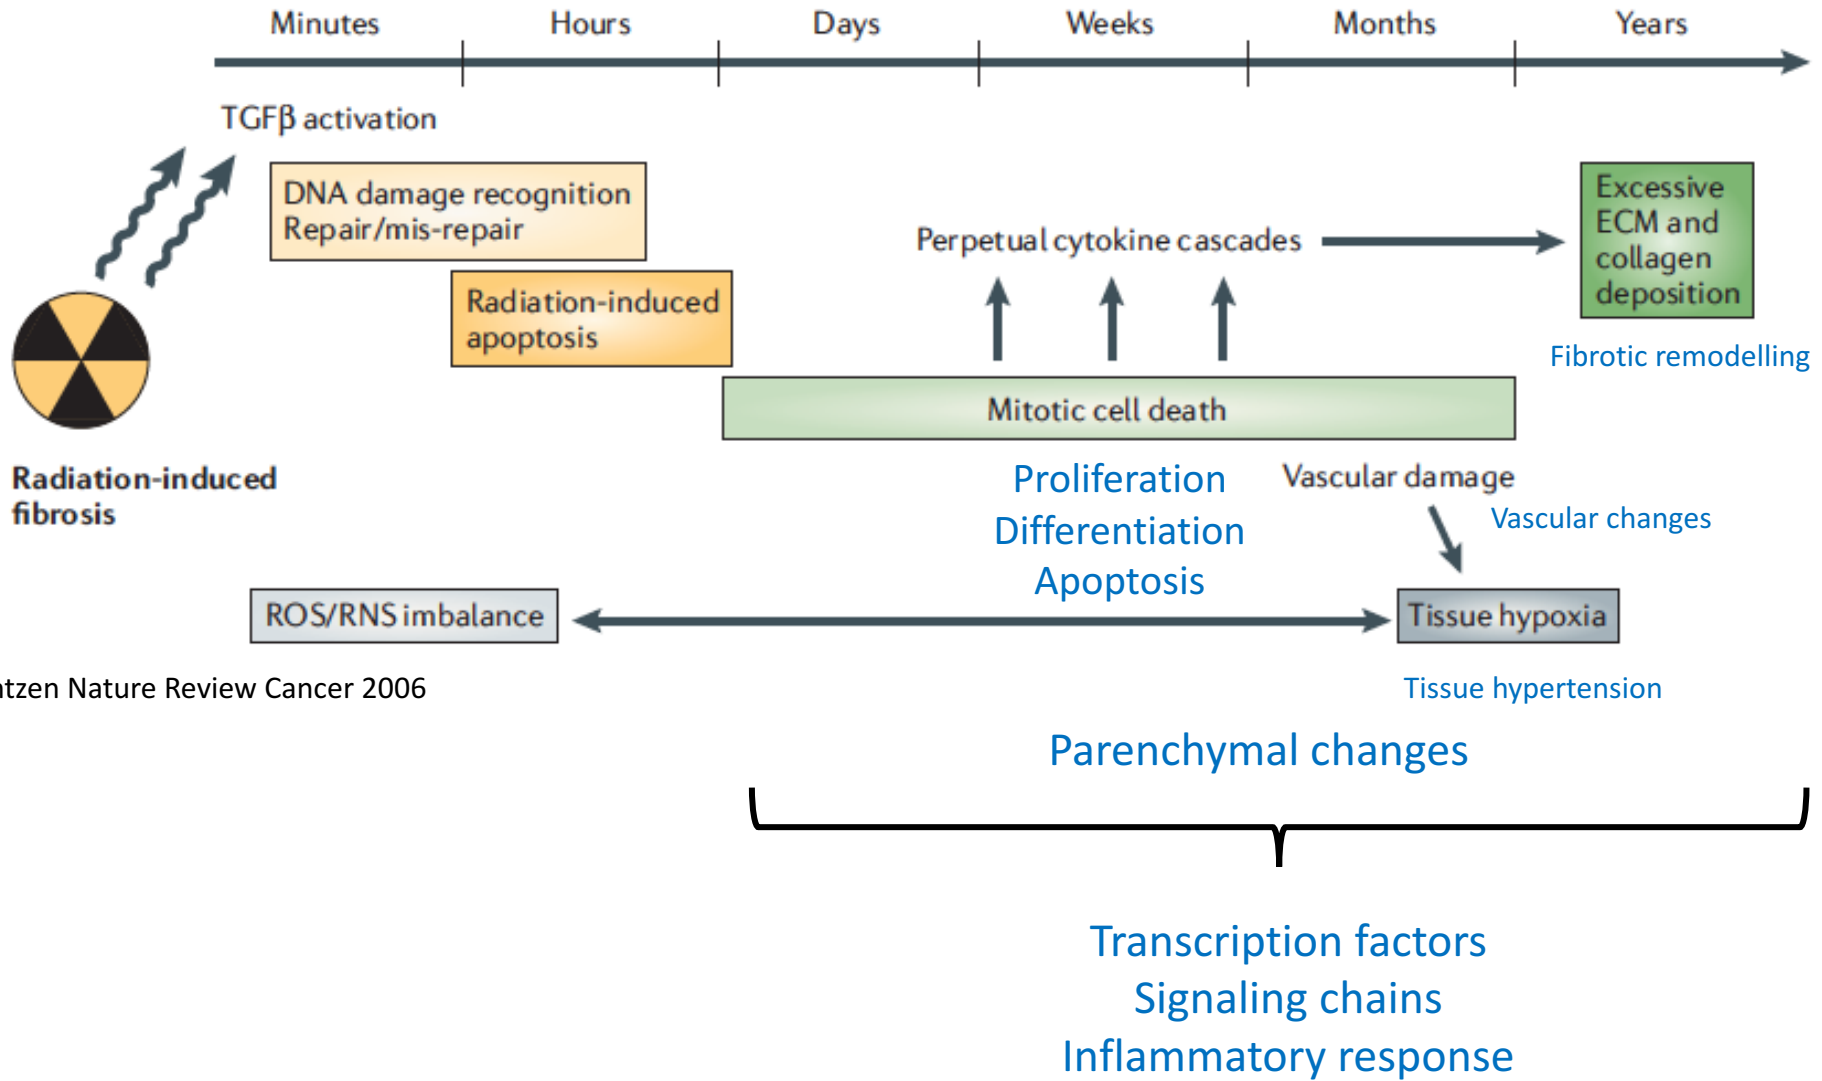 Minutes Hours Days Weeks Months Years
TGFβ activation
DNA damage recognition
Repair/mis-repair
Radiation-induced
apoptosis
Perpetual cytokine cascades
Excessive
ECM and
collagen
deposition
Fibrotic remodelling
Mitotic cell death
Radiation-induced
fibrosis
Proliferation
Differentiation
Apoptosis
Vascular damage
Vascular changes
ROS/RNS imbalance
Tissue hypoxia
Nature Review Cancer 2006
Tissue hypertension
Parenchymal changes
Transcription factors
Signaling chains
Inflammatory response